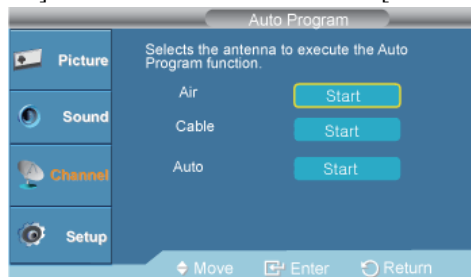 Auto Program
Picture
Sound
Channel
Setup
Selects the antenna to execute the Auto
Program function.
Air Start
Cable Start
Auto Start
Move Enter Return